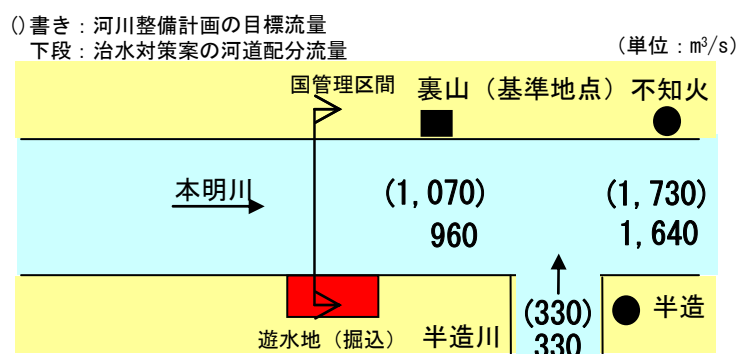 ()書き：河川整備計画の目標流量
下段：治水対策案の河道配分流量
(単位：m³/s)
国管理区間
裏山（基準地点）
不知火
本明川
(1,070)
(1,730)
960
1,640
(330)
330
半造
遊水地（掘込）
半造川